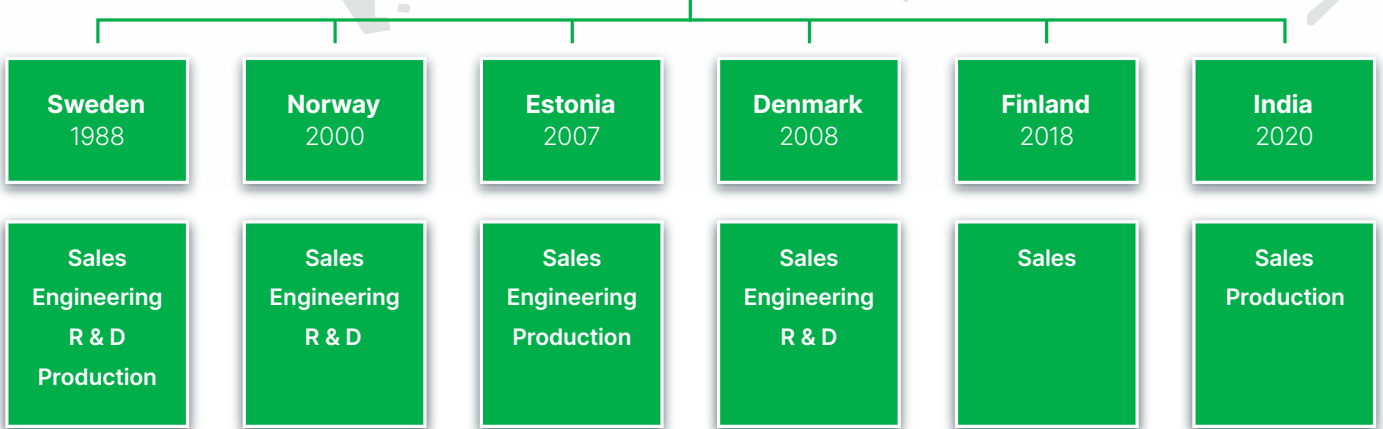 Sweden
1988
Norway
2000
Estonia
2007
Denmark
2008
Finland
2018
India
2020
Sales
Engineering
R & D
Production
Sales
Engineering
R & D
Sales
Engineering
Production
Sales
Engineering
R & D
Sales
Sales
Production